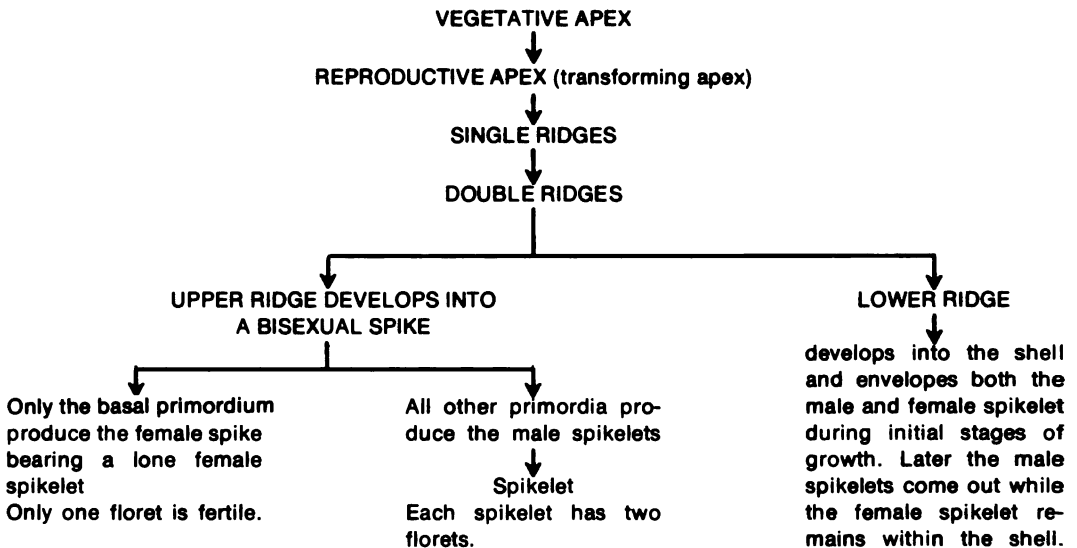 VEGETATIVE APEX
REPRODUCTIVE APEX (transforming apex)
SINGLE RIDGES
DOUBLE RIDGES
UPPER RIDGE DEVELOPS INTO
A BISEXUAL SPIKE
Only the basal primordium
produce the female spike
bearing a lone female
spikelet
Only one floret is fertile.
All other primordia pro-
duce the male spikelets
Spikelet
Each spikelet has two
florets.
LOWER RIDGE
develops into the shell
and envelopes both the
male and female spikelet
during initial stages of
growth. Later the male
spikelets come out while
the female spikelet re-
mains within the shell.